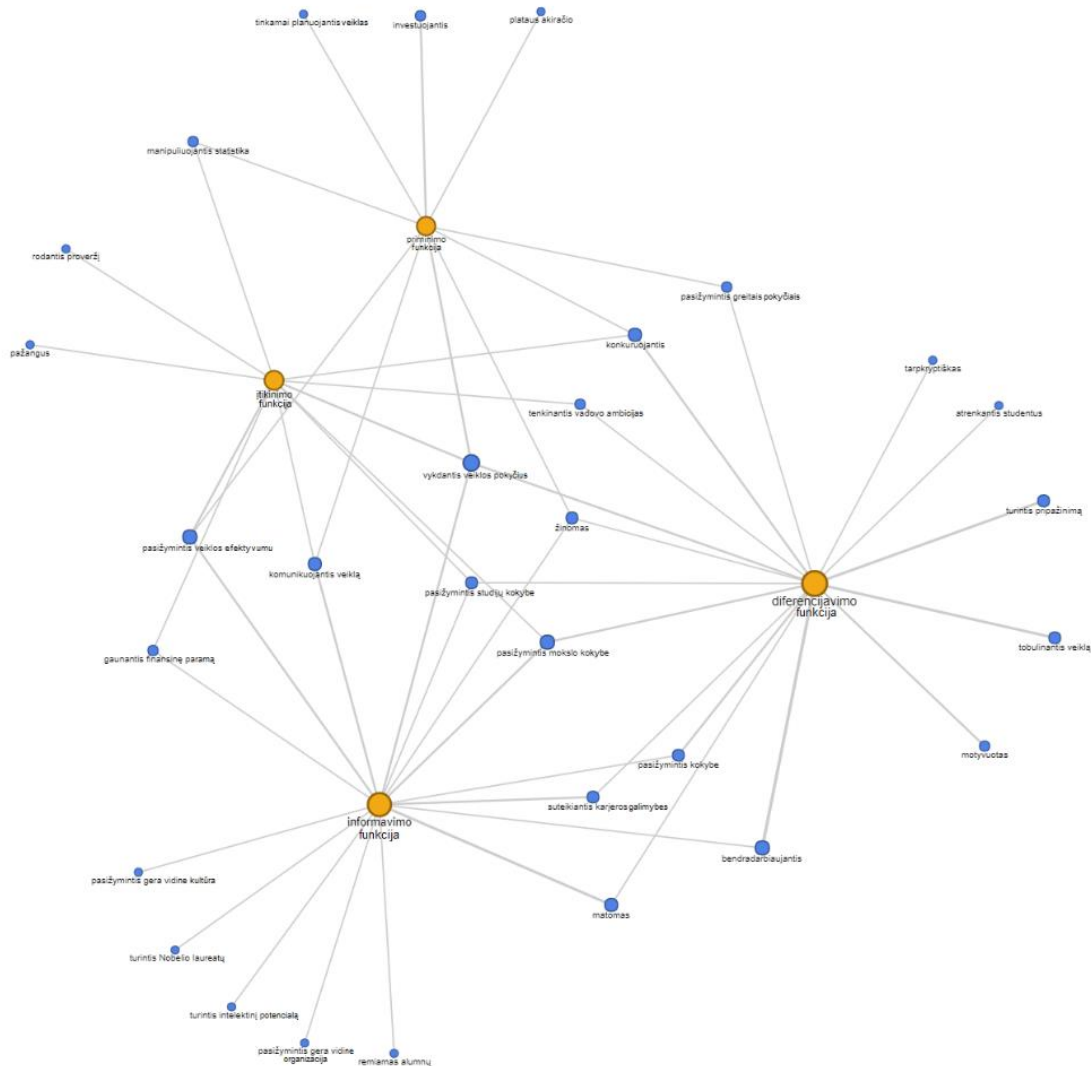 tinkamai planuojantis veiklas
investuojantis
plataus akiračio
manipuliuojantis statistika
priminimo
funkcija
rodantis proveržį
pasižymintis greitais pokyčiais
konkuruojantis
pažangus
tarpkryptiškas
įtikinimo
funkcija
tenkinantis vadovo ambicijas
atrenkantis studentus
vykdantis veiklos pokyčius
turintis pripažinimą
žinomas
pasižymintis veiklos efektyvumu
komunikuojantis veiklą
pasižymintis studijų kokybe
diferencijavimo
funkcija
gaunantis finansinę paramą
pasižymintis mokslo kokybe
tobulinantis veiklą
motyvuotas
pasižymintis kokybe
suteikiantis karjeros galimybes
informavimo
funkcija
bendradarbiaujantis
pasižymintis gera vidine kultūra
matomas
turintis Nobelio laureatų
turintis intelektinį potencialą
pasižymintis gera vidine
organizacija
remiamas alumnų